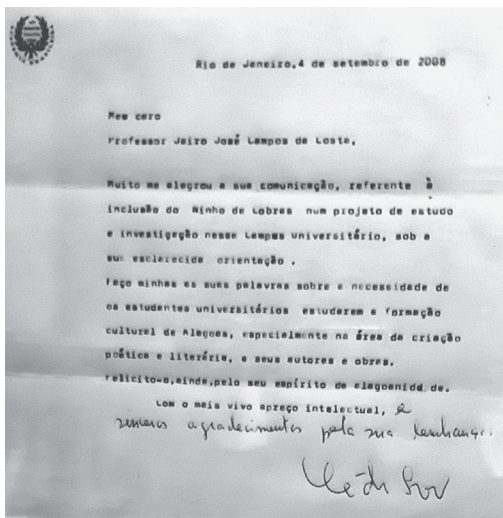 Rio de Janeiro,4 de setembro de 2008
Meu caro
Professor Jairo José Campos da Costa,
Muito me alegrou a sua comunicação, referente à
inclusão do Ninho de Cobras num projeto de estudo
e investigação nesse Campus universitário, sob a
sua esclarecida orientação .
Faço minhas as suas palavras sobre a necessidade de
os estudantes universitários estudarem a formação
cultural de Alagoas, especialmente na área da criação
poética e literária, e seus autores e obras.
Felicito-o,ainda,pelo seu espírito de alagoanidade.
Com o mais vivo apreço intelectual, e
sinceros agradecimentos pela sua lembrança.
Lêdo Ivo